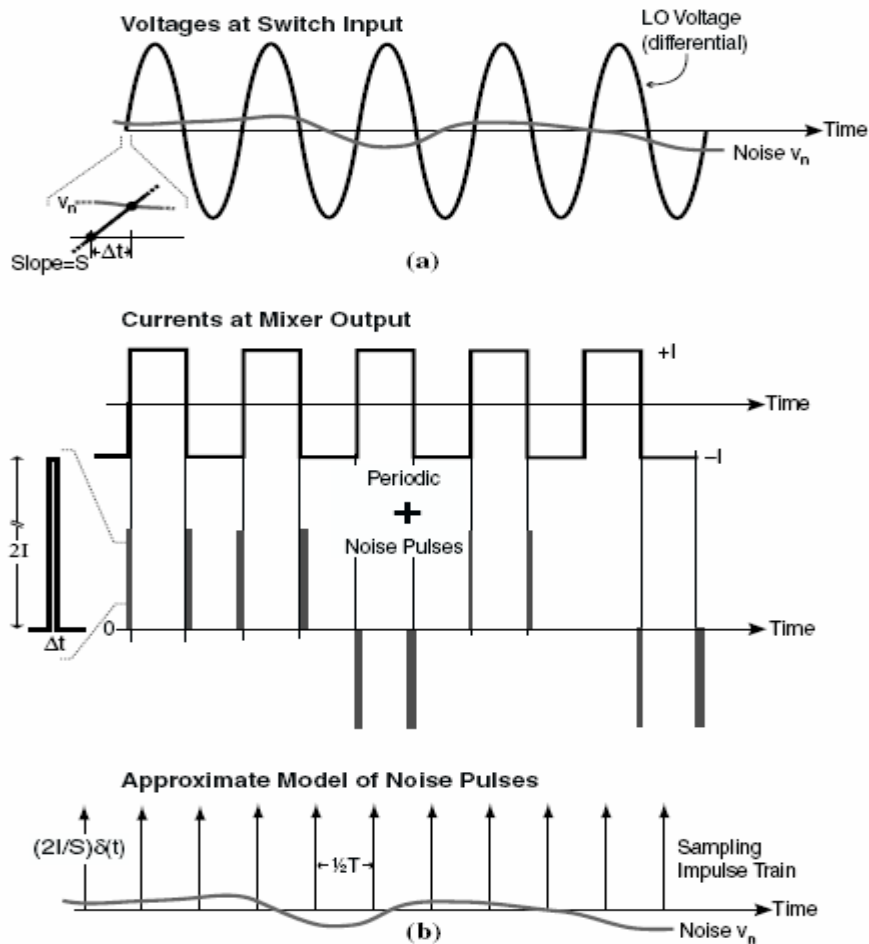 Voltages at Switch Input
LO Voltage
(differential)
Time
Noise vn
vn
Slope=S
Δt
(a)
Currents at Mixer Output
+I
Time
–I
Periodic
+
Noise Pulses
2I
0
Time
Δt
Approximate Model of Noise Pulses
(2I/S)δ(t)
½T
Sampling
Impulse Train
Time
Noise vn
(b)